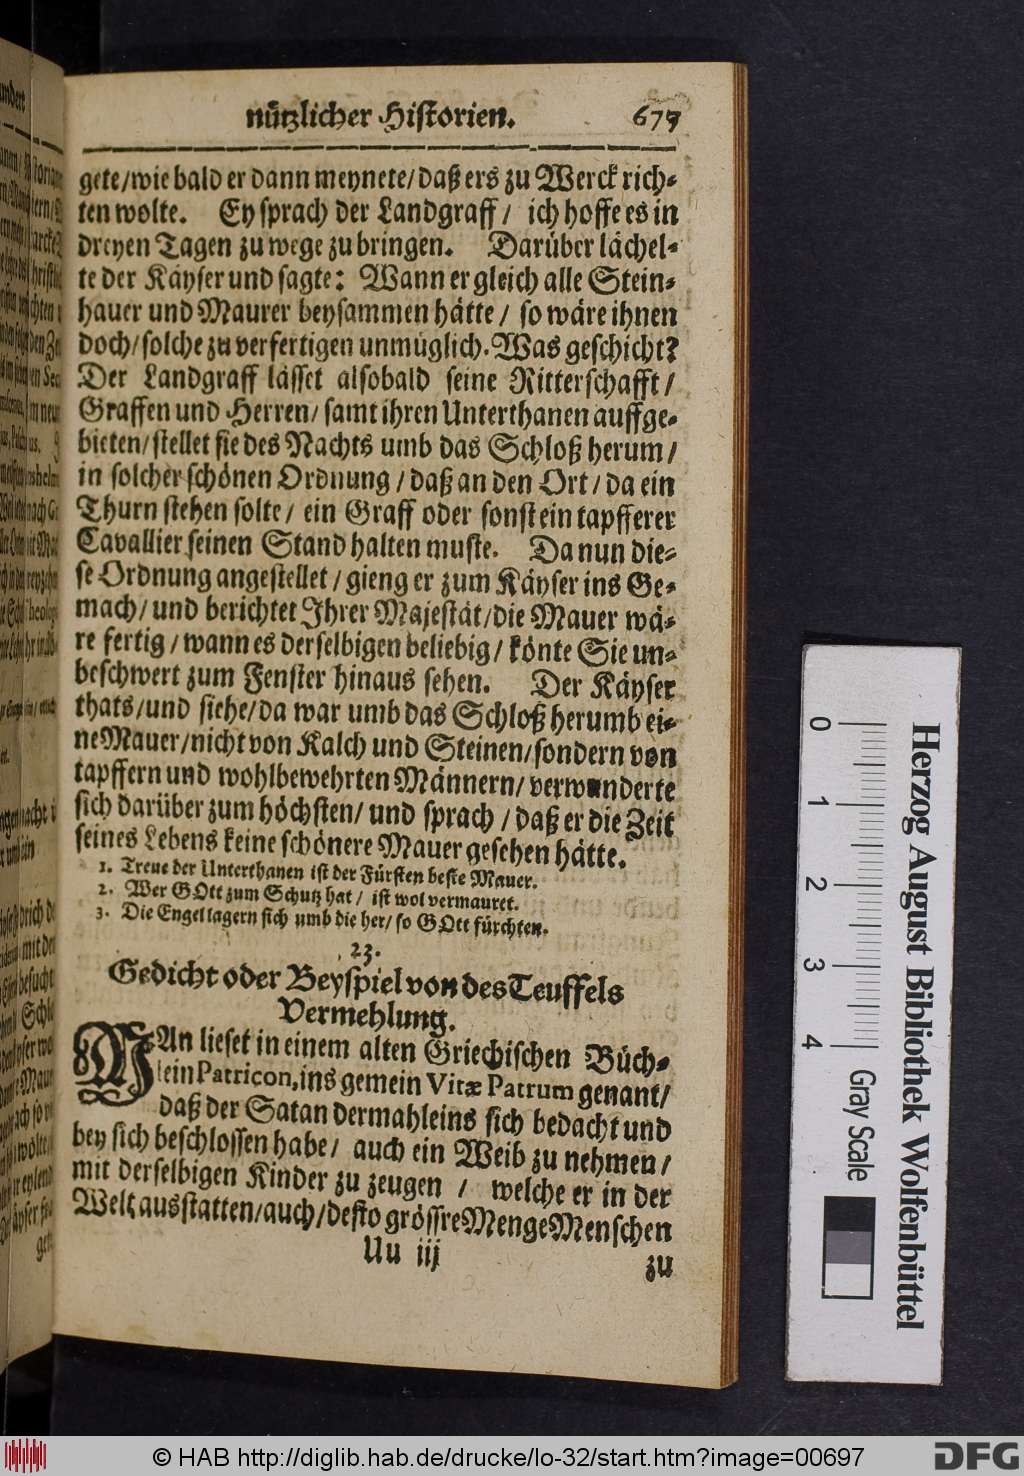 nützlicher Historien. 677
gete/wie bald er dann meynete/daß ers zu Werck rich-
ten wolte. Ey sprach der Landgraff/ ich hoffe es in
dreyen Tagen zu wege zu bringen. Darüber lächel-
te der Käyser und sagte: Wann er gleich alle Stein-
hauer und Maurer beysammen hätte/ so wäre ihnen
doch/solche zu verfertigen unmüglich. Was geschicht?
Der Landgraff lässet alsobald seine Ritterschafft/
Graffen und Herren/ samt ihren Unterthanen auffge-
bieten/stellet sie des Nachts umb das Schloß herum/
in solcher schönen Ordnung/daß an den Ort/da ein
Thurn stehen solte/ ein Graff oder sonst ein tapfferer
Cavallier seinen Stand halten muste. Da nun die-
se Ordnung angestellet/gieng er zum Käyser ins Ge-
mach/und berichtet Ihrer Majestät/die Mauer wä-
re fertig/wann es derselbigen beliebig/könte Sie un-
beschwert zum Fenster hinaus sehen. Der Käyser
thats/und siehe/da war umb das Schloß herumb ei-
ne Mauer/nicht von Kalch und Steinen/sondern von
tapffern und wohlbewehrten Männern/verwunderte
sich darüber zum höchsten/und sprach/daß er die Zeit
seines Lebens keine schönere Mauer gesehen hätte.
1. Treue der Unterthanen ist der Fürsten beste Mauer.
2. Wer GOtt zum Schutz hat/ ist wol vermauret.
3. Die Engel lagern sich umb die her/so GOtt fürchten.
23.
Gedicht oder Beyspiel von des Teuffels
Vermehlung.
MAn lieset in einem alten Griechischen Büch-
lein Patricon, ins gemein Vitæ Patrum genant/
daß der Satan dermahleins sich bedacht und
bey sich beschlossen habe/ auch ein Weib zu nehmen/
mit derselbigen Kinder zu zeugen/ welche er in der
Welt ausstatten/auch/desto grössre Menge Menschen
Uu iij zu
0 1 2 3 4
Gray Scale
Herzog August Bibliothek Wolfenbüttel
© HAB http://diglib.hab.de/drucke/lo-32/start.htm?image=00697
DFG